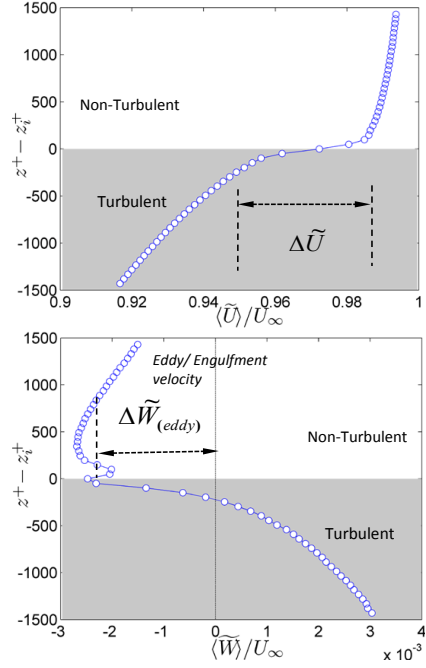 1500
1000
500
0
-500
-1000
-1500
z⁺ − zᵢ⁺
Non-Turbulent
Turbulent
ΔŨ
0.9 0.92 0.94 0.96 0.98 1
⟨Ũ⟩/U∞
1500
1000
500
0
-500
-1000
-1500
z⁺ − zᵢ⁺
Eddy/ Engulfment
velocity
ΔW̃(eddy)
Non-Turbulent
Turbulent
-3 -2 -1 0 1 2 3 4
⟨W̃⟩/U∞
x 10⁻³